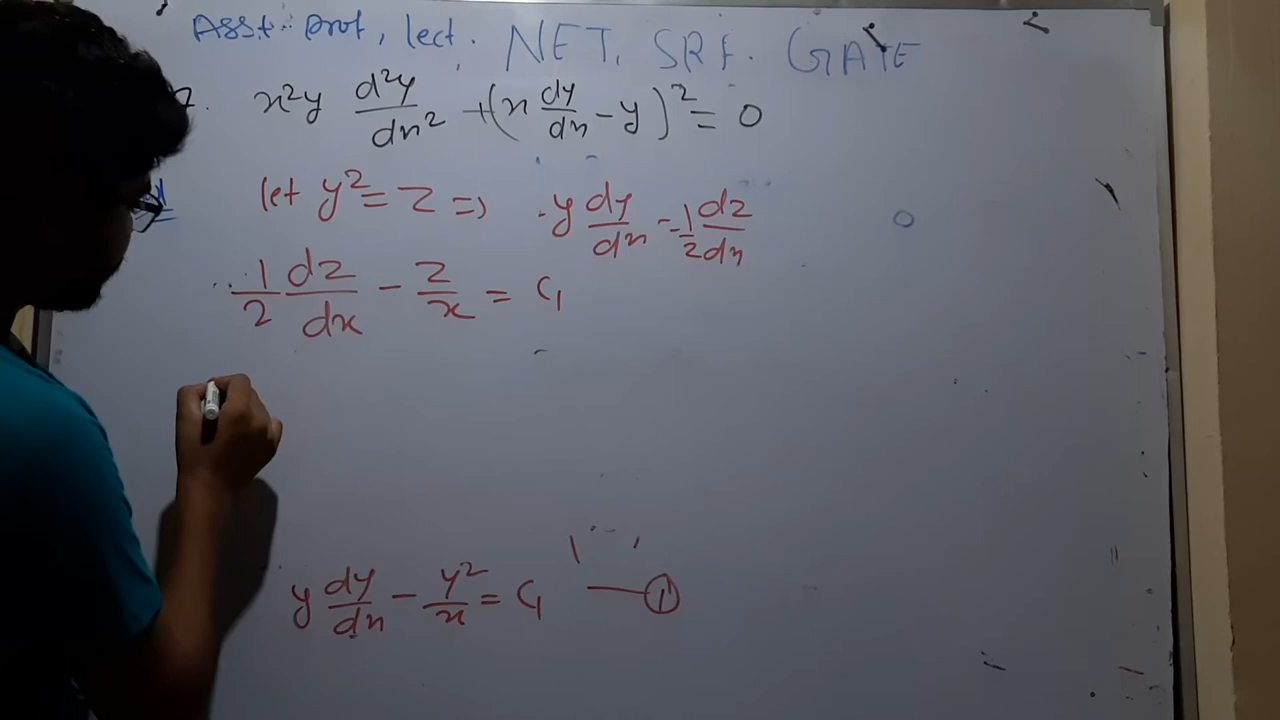 Asst. prof, lect. NET, SRF. GATE
7. x²y d²y/dx² + (x dy/dx - y)² = 0
let y² = z => y dy/dx = 1/2 dz/dx
1/2 dz/dx - z/x = C₁
y dy/dx - y²/x = C₁ —①